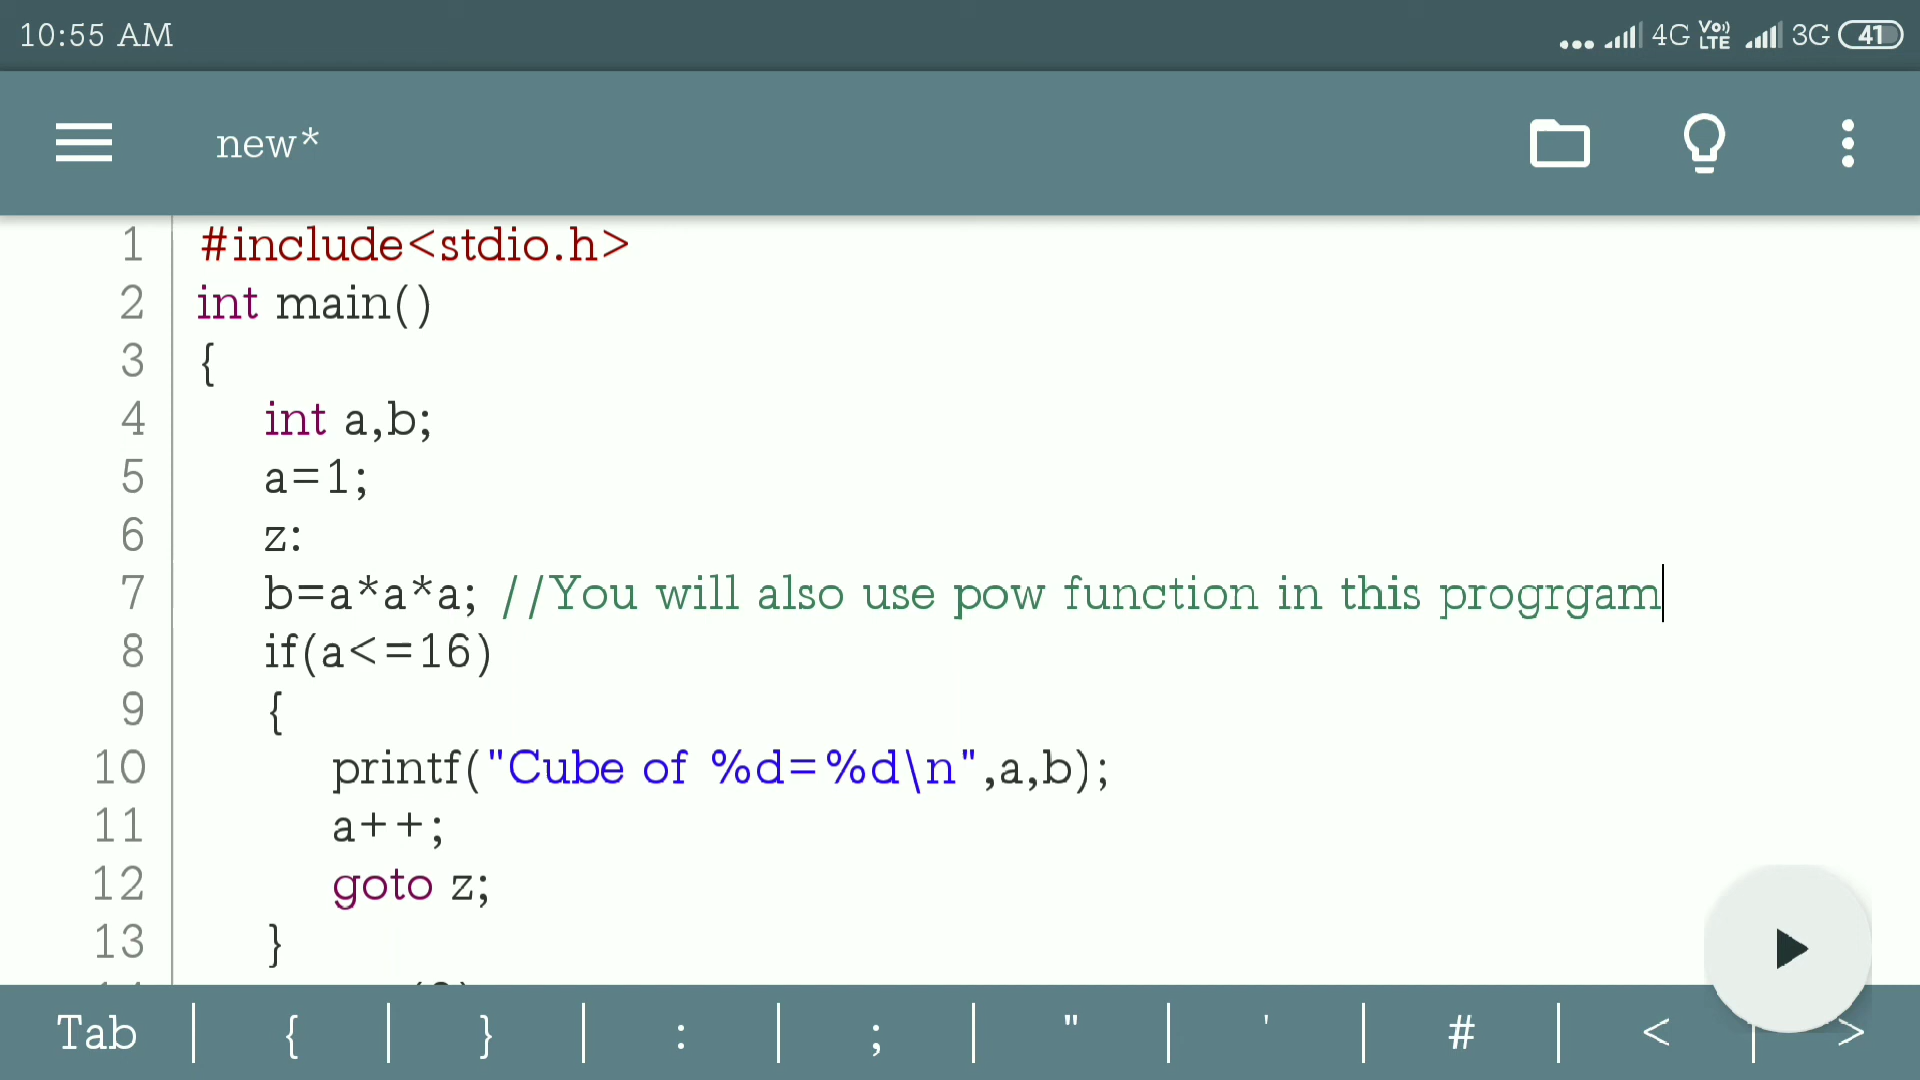 10:55 AM
4G Vo)) LTE 3G 41
new*
1 #include<stdio.h>
2 int main()
3 {
4 int a,b;
5 a=1;
6 z:
7 b=a*a*a; //You will also use pow function in this progrgam
8 if(a<=16)
9 {
10 printf("Cube of %d=%d\n",a,b);
11 a++;
12 goto z;
13 }
Tab { } : ; " ' # < >